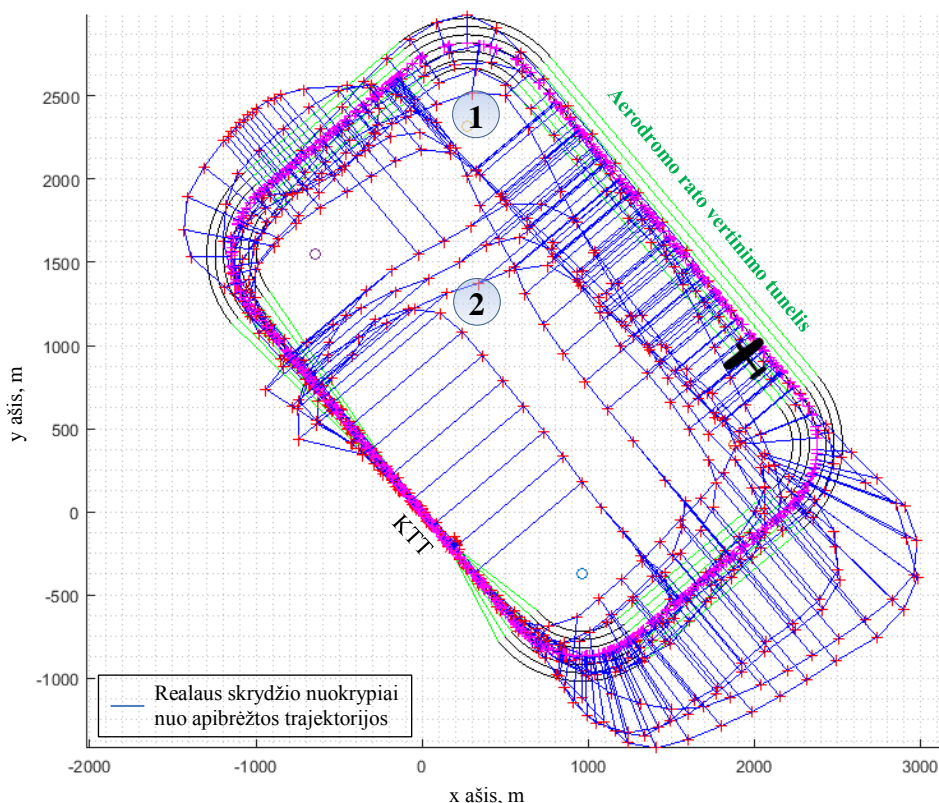 2500
2000
1500
1000
500
0
-500
-1000
y ašis, m
1
2
Aerodromo rato vertinimo tunelis
KTT
Realaus skrydžio nuokrypiai
nuo apibrėžtos trajektorijos
-2000 -1000 0 1000 2000 3000
x ašis, m